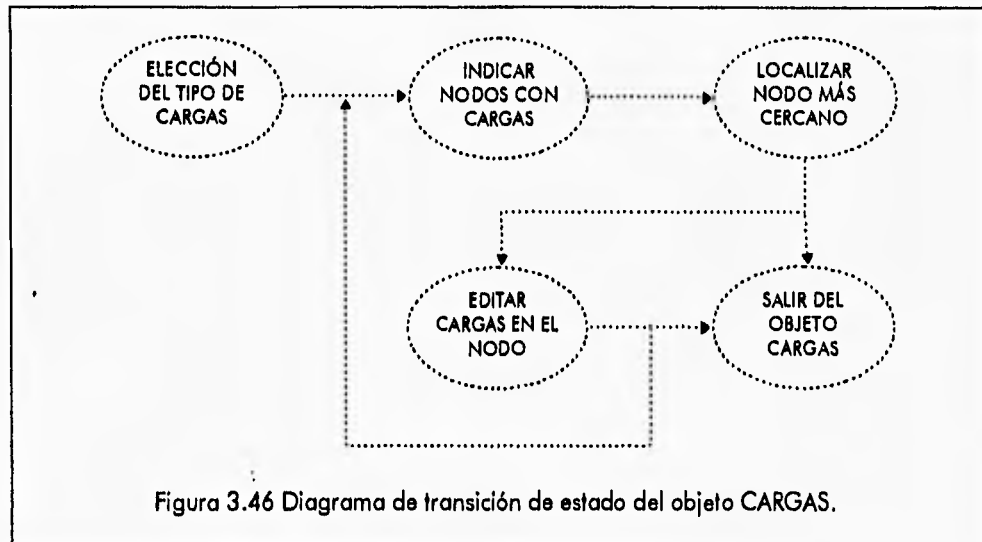 ELECCIÓN
DEL TIPO DE
CARGAS
INDICAR
NODOS CON
CARGAS
LOCALIZAR
NODO MÁS
CERCANO
EDITAR
CARGAS EN EL
NODO
SALIR DEL
OBJETO
CARGAS
Figura 3.46 Diagrama de transición de estado del objeto CARGAS.